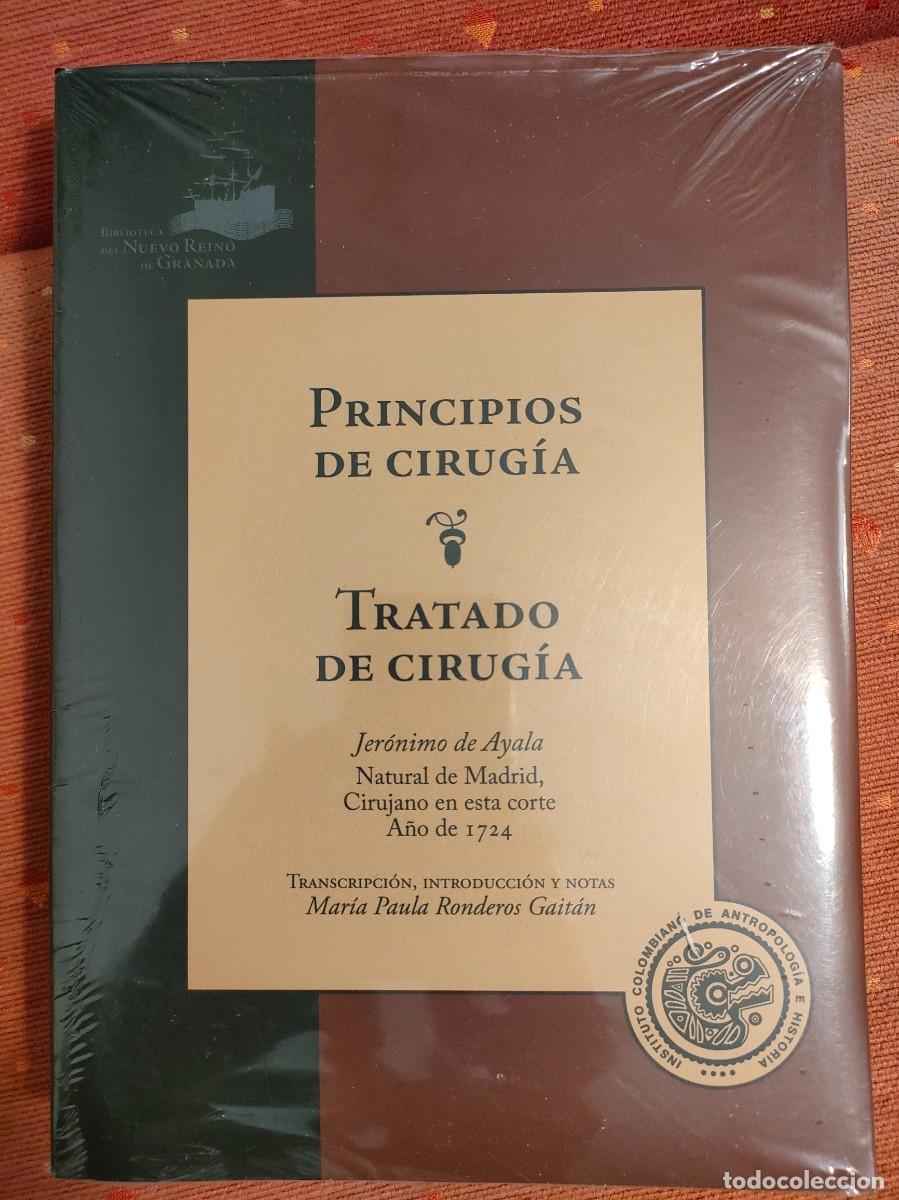 Biblioteca
del Nuevo Reino
de Granada
Principios
de cirugía
Tratado
de cirugía
Jerónimo de Ayala
Natural de Madrid,
Cirujano en esta corte
Año de 1724
Transcripción, introducción y notas
María Paula Ronderos Gaitán
INSTITUTO COLOMBIANO DE ANTROPOLOGÍA E HISTORIA
todocoleccion